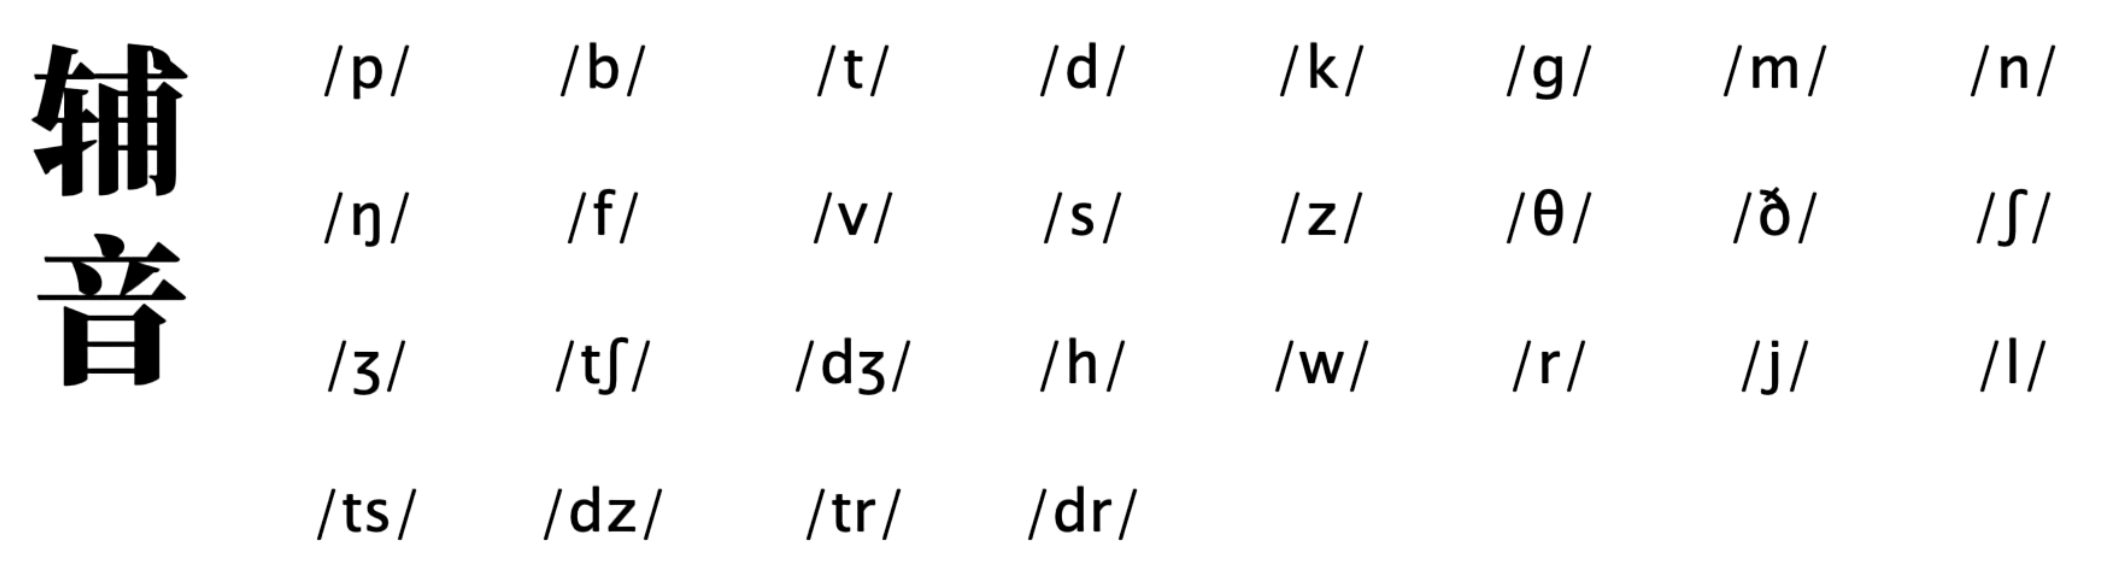 辅音
/p/ /b/ /t/ /d/ /k/ /g/ /m/ /n/
/ŋ/ /f/ /v/ /s/ /z/ /θ/ /ð/ /ʃ/
/ʒ/ /tʃ/ /dʒ/ /h/ /w/ /r/ /j/ /l/
/ts/ /dz/ /tr/ /dr/